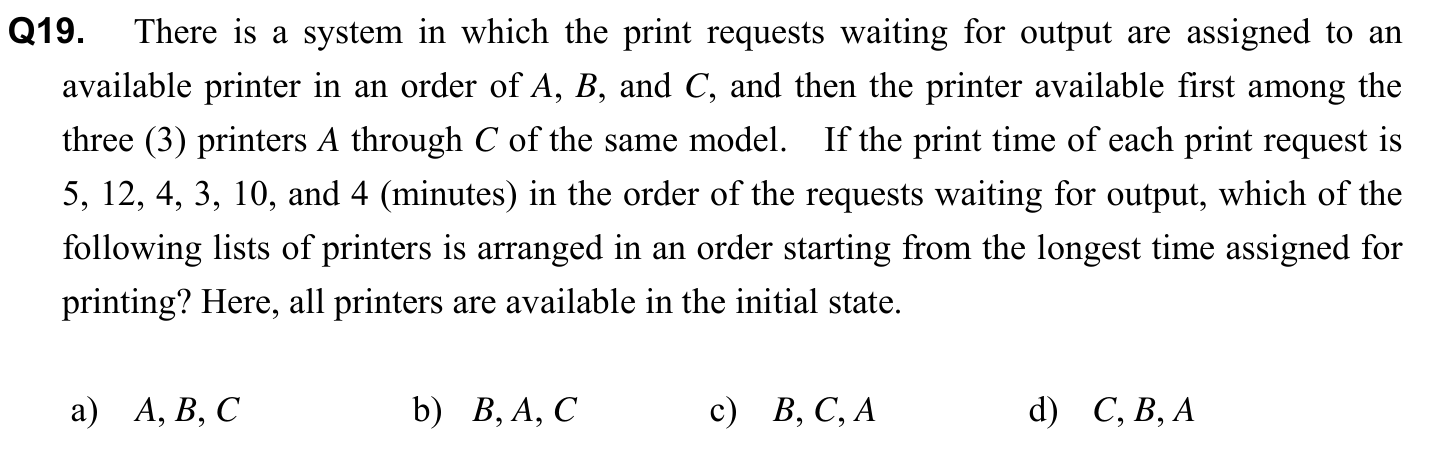 Q19. There is a system in which the print requests waiting for output are assigned to an
available printer in an order of A, B, and C, and then the printer available first among the
three (3) printers A through C of the same model. If the print time of each print request is
5, 12, 4, 3, 10, and 4 (minutes) in the order of the requests waiting for output, which of the
following lists of printers is arranged in an order starting from the longest time assigned for
printing? Here, all printers are available in the initial state.
a) A, B, C b) B, A, C c) B, C, A d) C, B, A